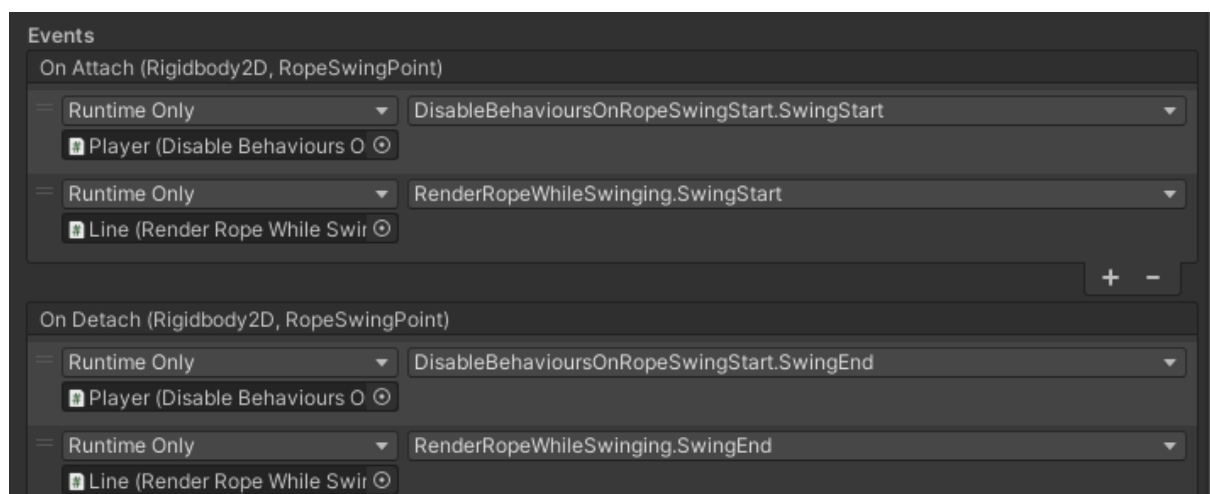 Events
On Attach (Rigidbody2D, RopeSwingPoint)
Runtime Only DisableBehavioursOnRopeSwingStart.SwingStart
Player (Disable Behaviours O
Runtime Only RenderRopeWhileSwinging.SwingStart
Line (Render Rope While Swir
+ -
On Detach (Rigidbody2D, RopeSwingPoint)
Runtime Only DisableBehavioursOnRopeSwingStart.SwingEnd
Player (Disable Behaviours O
Runtime Only RenderRopeWhileSwinging.SwingEnd
Line (Render Rope While Swir